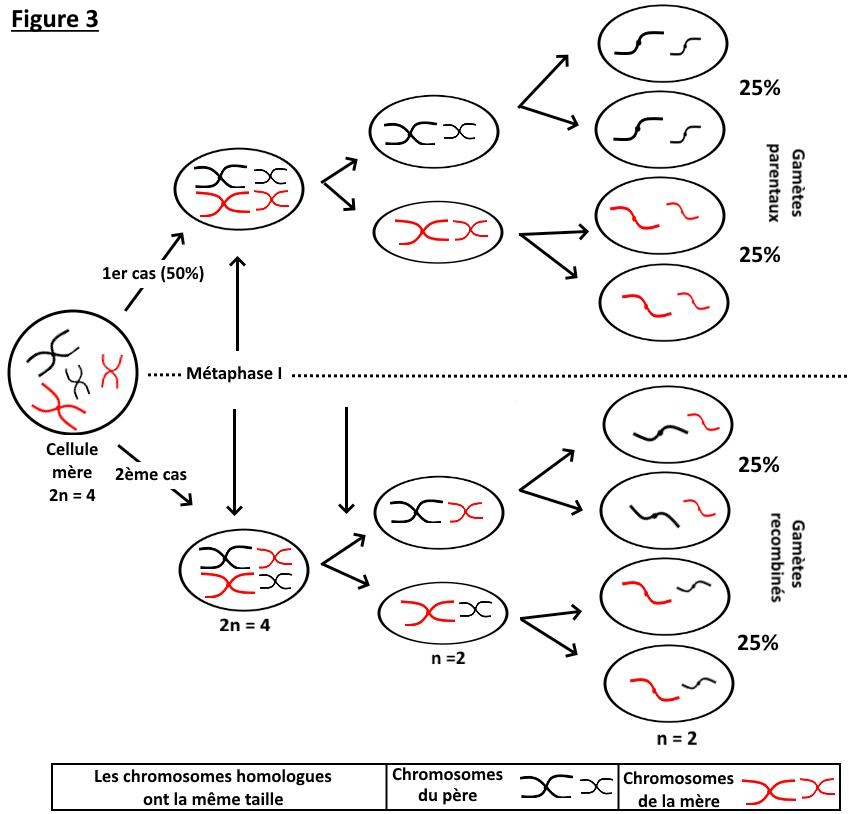 Figure 3
25%
Gamètes
parentaux
25%
1er cas (50%)
Métaphase I
Cellule
mère
2n = 4
2ème cas
25%
Gamètes
recombinés
2n = 4
n =2
25%
n = 2
Les chromosomes homologues
ont la même taille
Chromosomes
du père
Chromosomes
de la mère